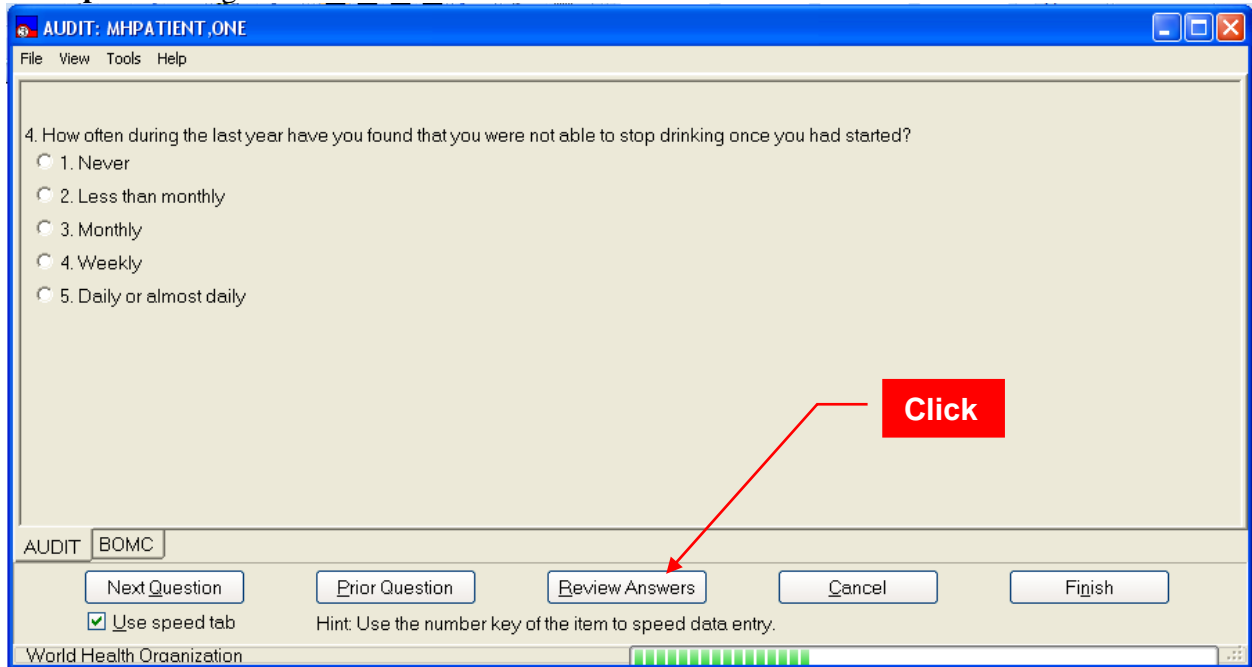 AUDIT: MHPATIENT,ONE
File View Tools Help
4. How often during the last year have you found that you were not able to stop drinking once you had started?
1. Never
2. Less than monthly
3. Monthly
4. Weekly
5. Daily or almost daily
Click
AUDIT BOMC
Next Question Prior Question Review Answers Cancel Finish
Use speed tab Hint: Use the number key of the item to speed data entry.
World Health Organization